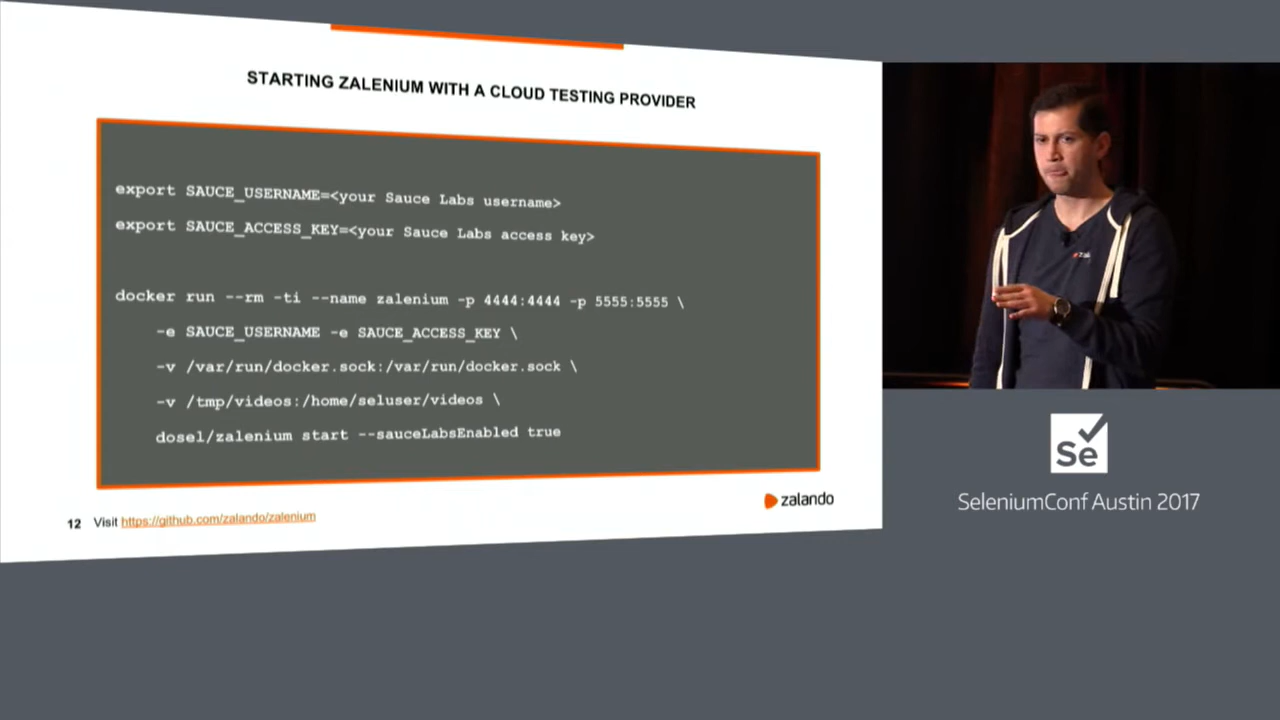 STARTING ZALENIUM WITH A CLOUD TESTING PROVIDER
export SAUCE_USERNAME=<your Sauce Labs username>
export SAUCE_ACCESS_KEY=<your Sauce Labs access key>
docker run --rm -ti --name zalenium -p 4444:4444 -p 5555:5555 \
-e SAUCE_USERNAME -e SAUCE_ACCESS_KEY \
-v /var/run/docker.sock:/var/run/docker.sock \
-v /tmp/videos:/home/seluser/videos \
dosel/zalenium start --sauceLabsEnabled true
zalando
12 Visit https://github.com/zalando/zalenium
Se
SeleniumConf Austin 2017